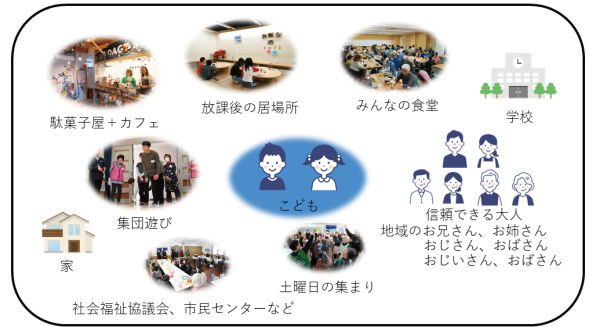 駄菓子屋＋カフェ
放課後の居場所
みんなの食堂
学校
集団遊び
こども
信頼できる大人
地域のお兄さん、お姉さん
おじさん、おばさん
おじいさん、おばさん
家
土曜日の集まり
社会福祉協議会、市民センターなど